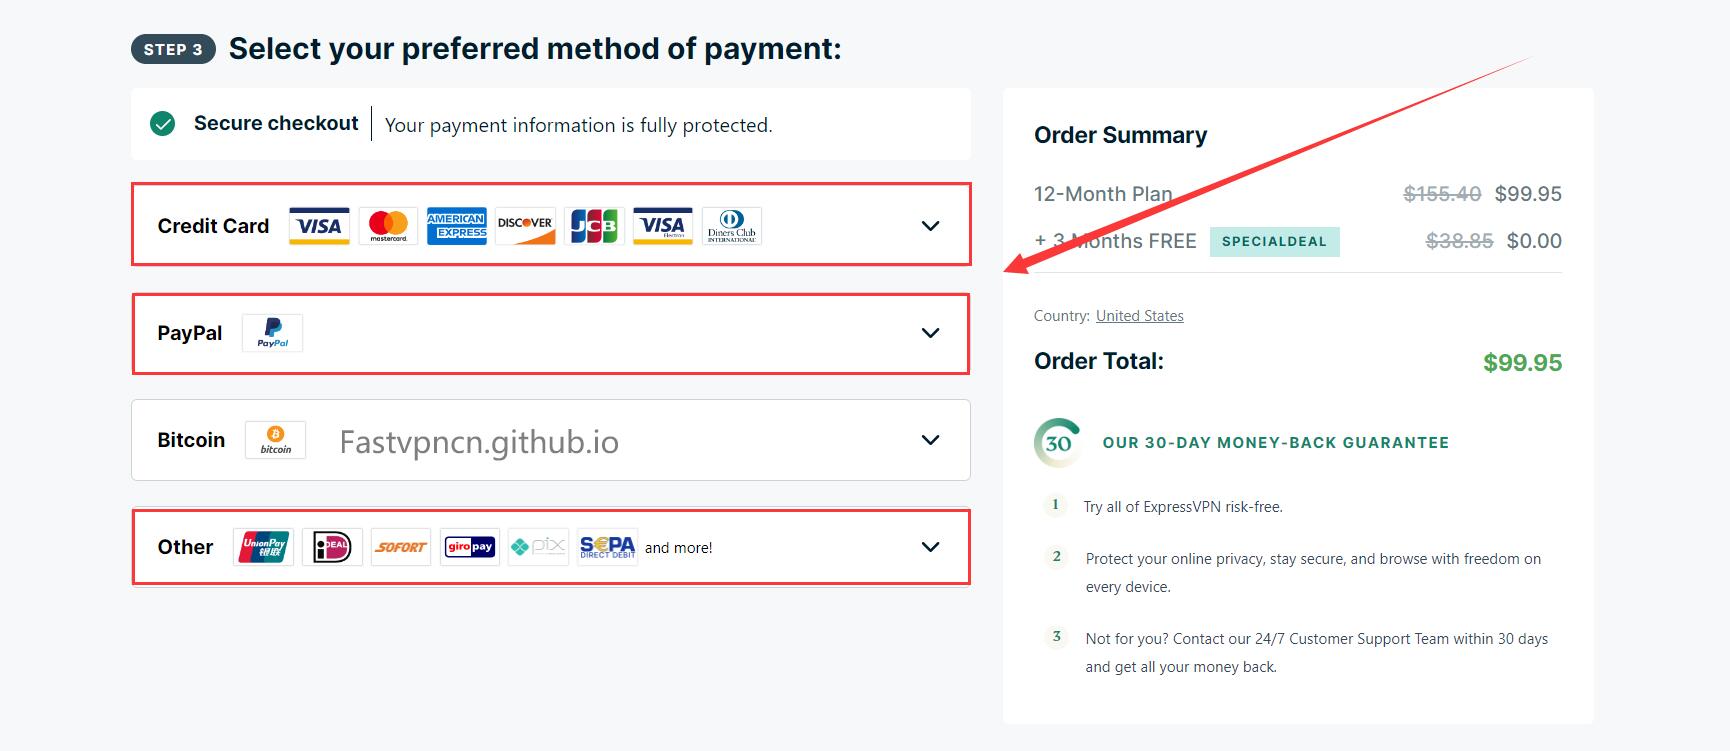 STEP 3 Select your preferred method of payment:
Secure checkout Your payment information is fully protected.
Credit Card VISA mastercard. AMERICAN EXPRESS DISCOVER JCB VISA Electron Diners Club INTERNATIONAL
PayPal PayPal
Bitcoin bitcoin Fastvpncn.github.io
Other UnionPay 银联 iDEAL SOFORT giropay pix S€PA DIRECT DEBIT and more!
Order Summary
12-Month Plan $155.40 $99.95
+ 3 Months FREE SPECIALDEAL $38.85 $0.00
Country: United States
Order Total: $99.95
30 OUR 30-DAY MONEY-BACK GUARANTEE
1 Try all of ExpressVPN risk-free.
2 Protect your online privacy, stay secure, and browse with freedom on
every device.
3 Not for you? Contact our 24/7 Customer Support Team within 30 days
and get all your money back.